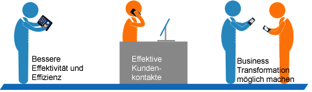 Bessere
Effektivität und
Effizienz
Effektive
Kunden-
kontakte
Business
Transformation
möglich machen